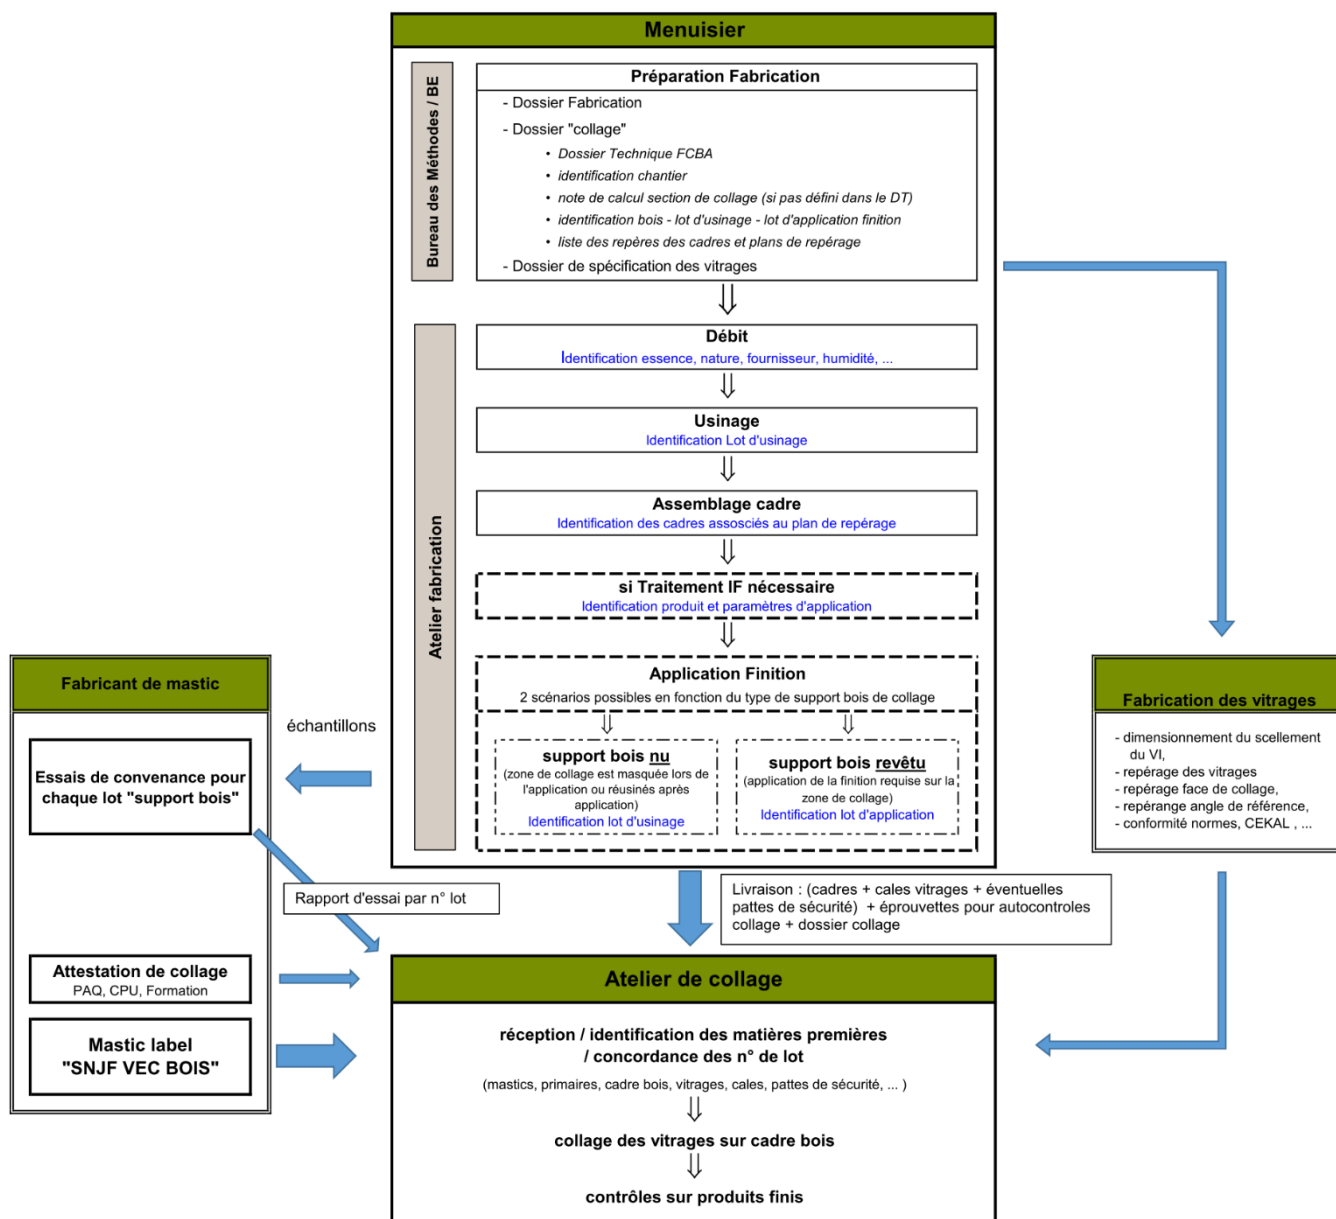 Menuisier
Bureau des Méthodes / BE
Préparation Fabrication
- Dossier Fabrication
- Dossier "collage"
• Dossier Technique FCBA
• identification chantier
• note de calcul section de collage (si pas défini dans le DT)
• identification bois - lot d'usinage - lot d'application finition
• liste des repères des cadres et plans de repérage
- Dossier de spécification des vitrages
Atelier fabrication
Débit
Identification essence, nature, fournisseur, humidité, ...
Usinage
Identification Lot d'usinage
Assemblage cadre
Identification des cadres assosciés au plan de repérage
si Traitement IF nécessaire
Identification produit et paramètres d'application
Application Finition
2 scénarios possibles en fonction du type de support bois de collage
support bois nu
(zone de collage est masquée lors de
l'application ou réusinés après
application)
Identification lot d'usinage
support bois revêtu
(application de la finition requise sur la
zone de collage)
Identification lot d'application
Fabricant de mastic
échantillons
Essais de convenance pour
chaque lot "support bois"
Rapport d'essai par n° lot
Attestation de collage
PAQ, CPU, Formation
Mastic label
"SNJF VEC BOIS"
Fabrication des vitrages
- dimensionnement du scellement
du VI,
- repérage des vitrages
- repérage face de collage,
- repérange angle de référence,
- conformité normes, CEKAL , ...
Livraison : (cadres + cales vitrages + éventuelles
pattes de sécurité) + éprouvettes pour autocontroles
collage + dossier collage
Atelier de collage
réception / identification des matières premières
/ concordance des n° de lot
(mastics, primaires, cadre bois, vitrages, cales, pattes de sécurité, ... )
collage des vitrages sur cadre bois
contrôles sur produits finis